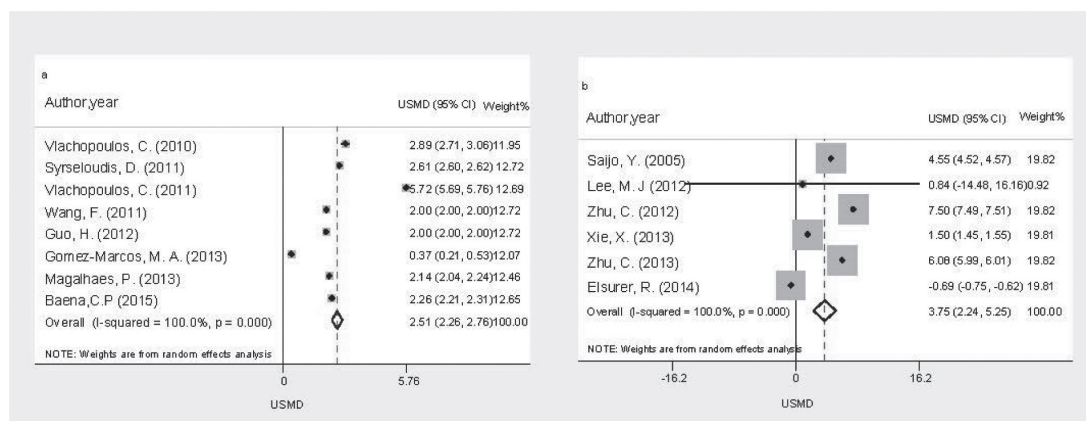 a
Author,year USMD (95% CI) Weight%
Vlachopoulos, C. (2010) 2.89 (2.71, 3.06)11.95
Syrseloudis, D. (2011) 2.61 (2.60, 2.62)12.72
Vlachopoulos, C. (2011) 5.72 (5.69, 5.76)12.69
Wang, F. (2011) 2.00 (2.00, 2.00)12.72
Guo, H. (2012) 2.00 (2.00, 2.00)12.72
Gomez-Marcos, M. A. (2013) 0.37 (0.21, 0.53)12.07
Magalhaes, P. (2013) 2.14 (2.04, 2.24)12.46
Baena,C.P (2015) 2.26 (2.21, 2.31)12.65
Overall (I-squared = 100.0%, p = 0.000) 2.51 (2.26, 2.76)100.00
NOTE: Weights are from random effects analysis
0 5.76
USMD
b
Author,year USMD (95% CI) Weight%
Saijo, Y. (2005) 4.55 (4.52, 4.57) 19.82
Lee, M. J (2012) 0.84 (-14.48, 16.16)0.92
Zhu, C. (2012) 7.50 (7.49, 7.51) 19.82
Xie, X. (2013) 1.50 (1.45, 1.55) 19.81
Zhu, C. (2013) 6.08 (5.99, 6.01) 19.82
Elsurer, R. (2014) -0.69 (-0.75, -0.62) 19.81
Overall (I-squared = 100.0%, p = 0.000) 3.75 (2.24, 5.25) 100.00
NOTE: Weights are from random effects analysis
-16.2 0 16.2
USMD